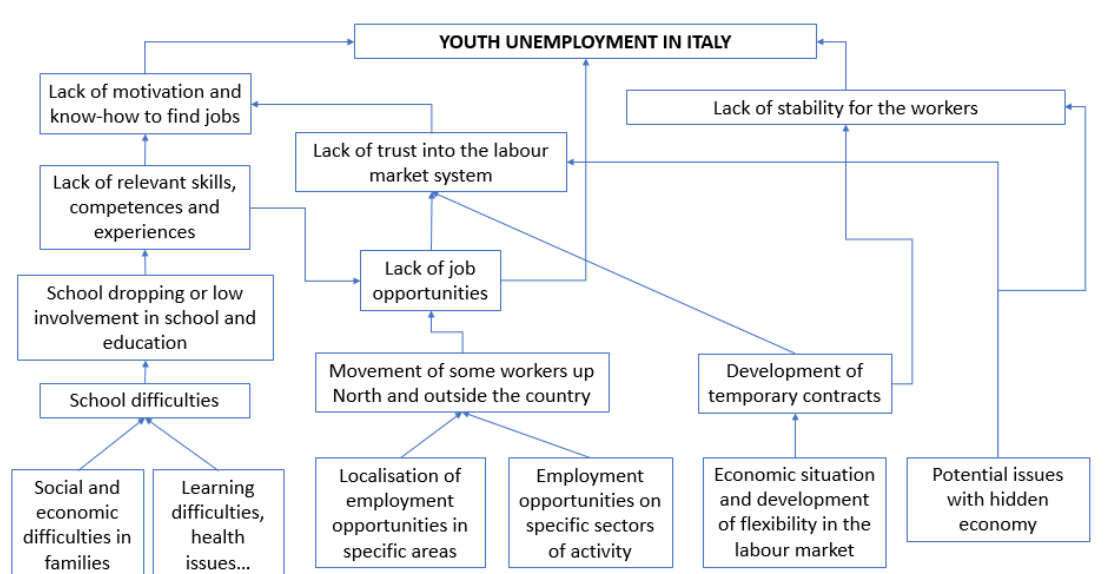 YOUTH UNEMPLOYMENT IN ITALY
Lack of motivation and
know-how to find jobs
Lack of stability for the workers
Lack of trust into the labour
market system
Lack of relevant skills,
competences and
experiences
Lack of job
opportunities
School dropping or low
involvement in school and
education
Movement of some workers up
North and outside the country
Development of
temporary contracts
School difficulties
Social and
economic
difficulties in
families
Learning
difficulties,
health
issues...
Localisation of
employment
opportunities in
specific areas
Employment
opportunities on
specific sectors
of activity
Economic situation
and development
of flexibility in the
labour market
Potential issues
with hidden
economy